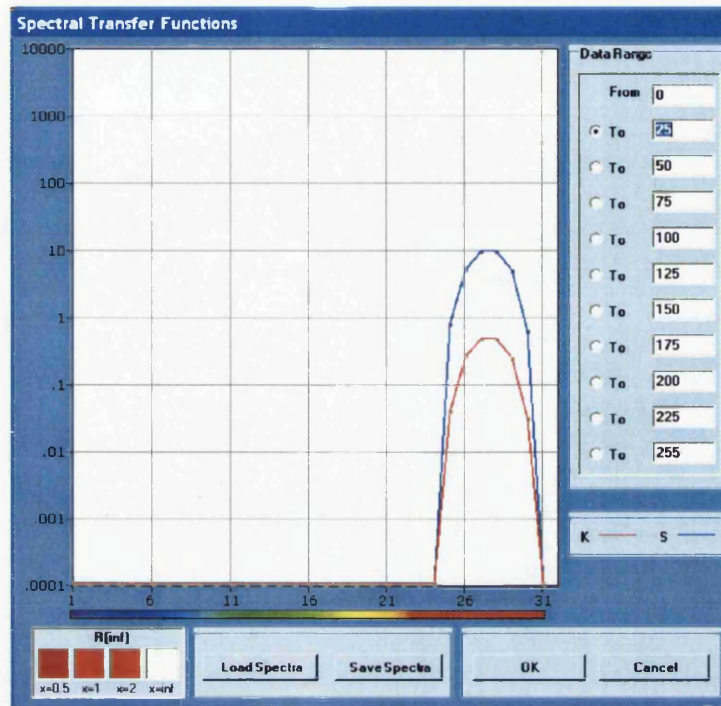 Spectral Transfer Functions
10000
1000
100
10
1
.1
.01
.001
.0001
1 6 11 16 21 26 31
Data Range
From 0
To 25
To 50
To 75
To 100
To 125
To 150
To 175
To 200
To 225
To 255
K S
R[inf]
x=0.5 x=1 x=2 x=inf
Load Spectra Save Spectra OK Cancel